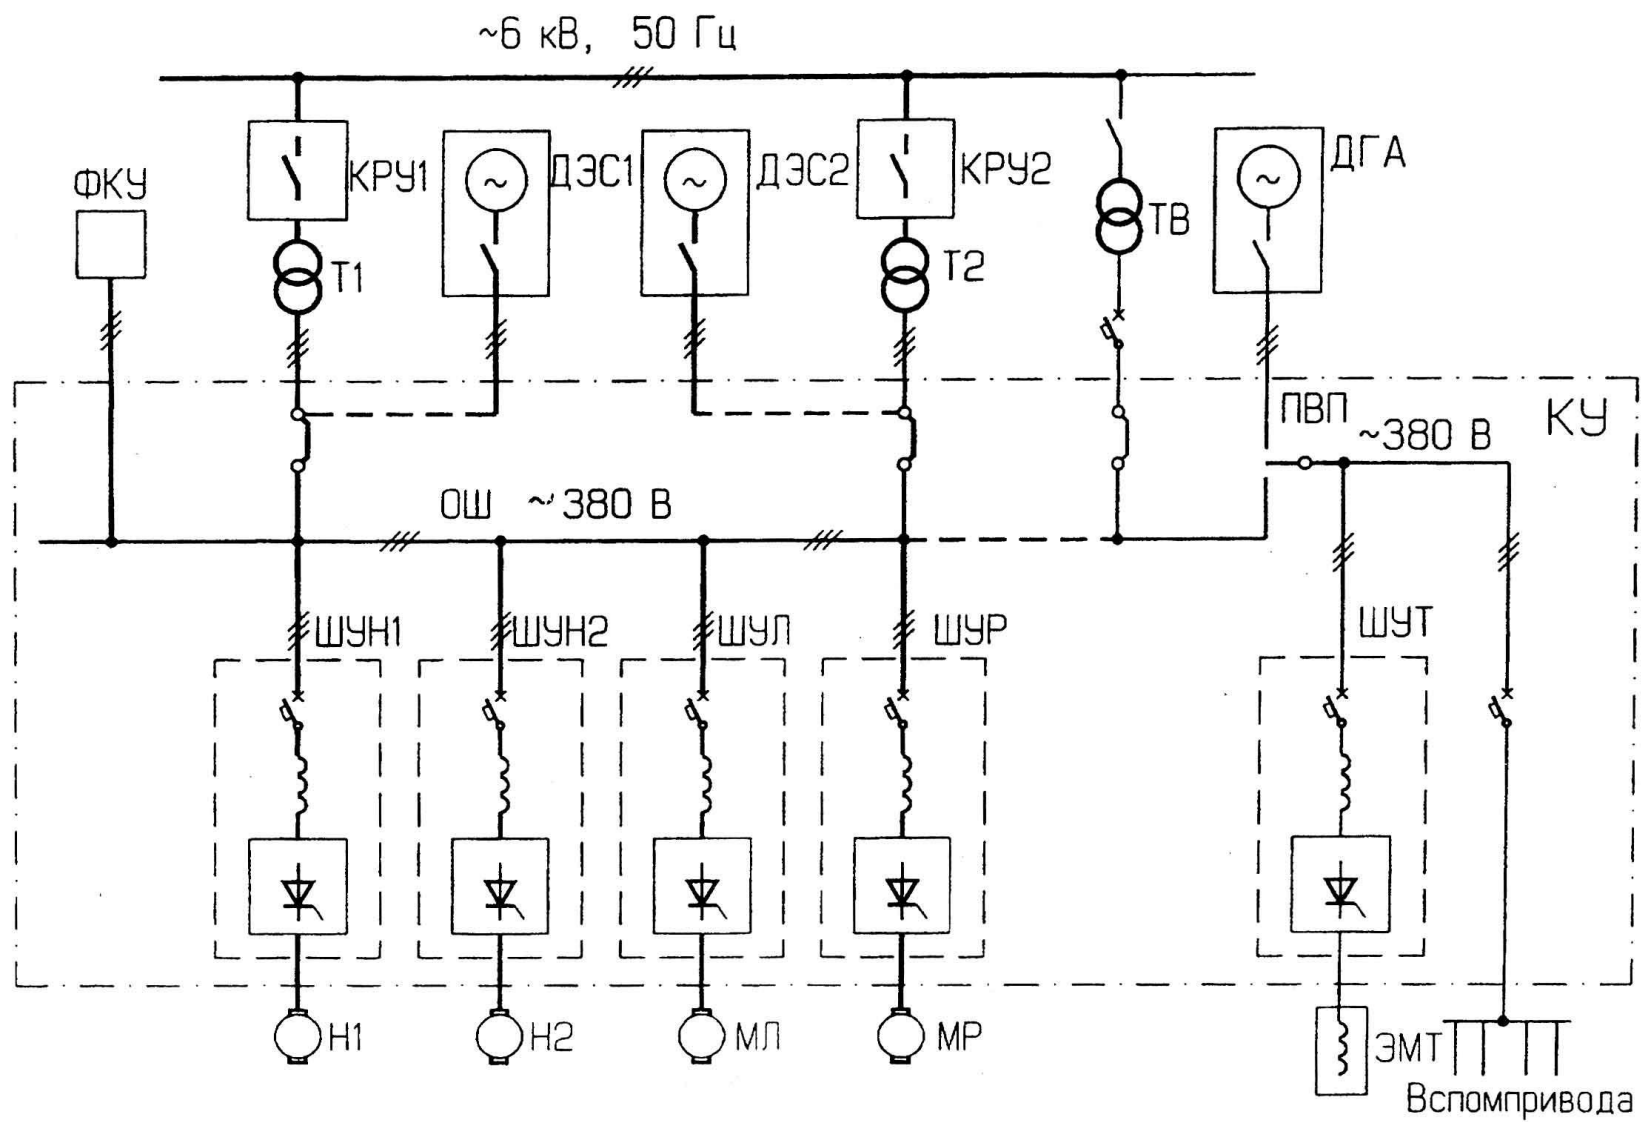 ~6 кВ, 50 Гц
ФКУ
КРУ1
ДЭС1
ДЭС2
КРУ2
ДГА
Т1
Т2
ТВ
ПВП
КУ
~380 В
ОШ ~380 В
ШУН1
ШУН2
ШУЛ
ШУР
ШУТ
Н1
Н2
МЛ
МР
ЭМТ
Вспомпривода